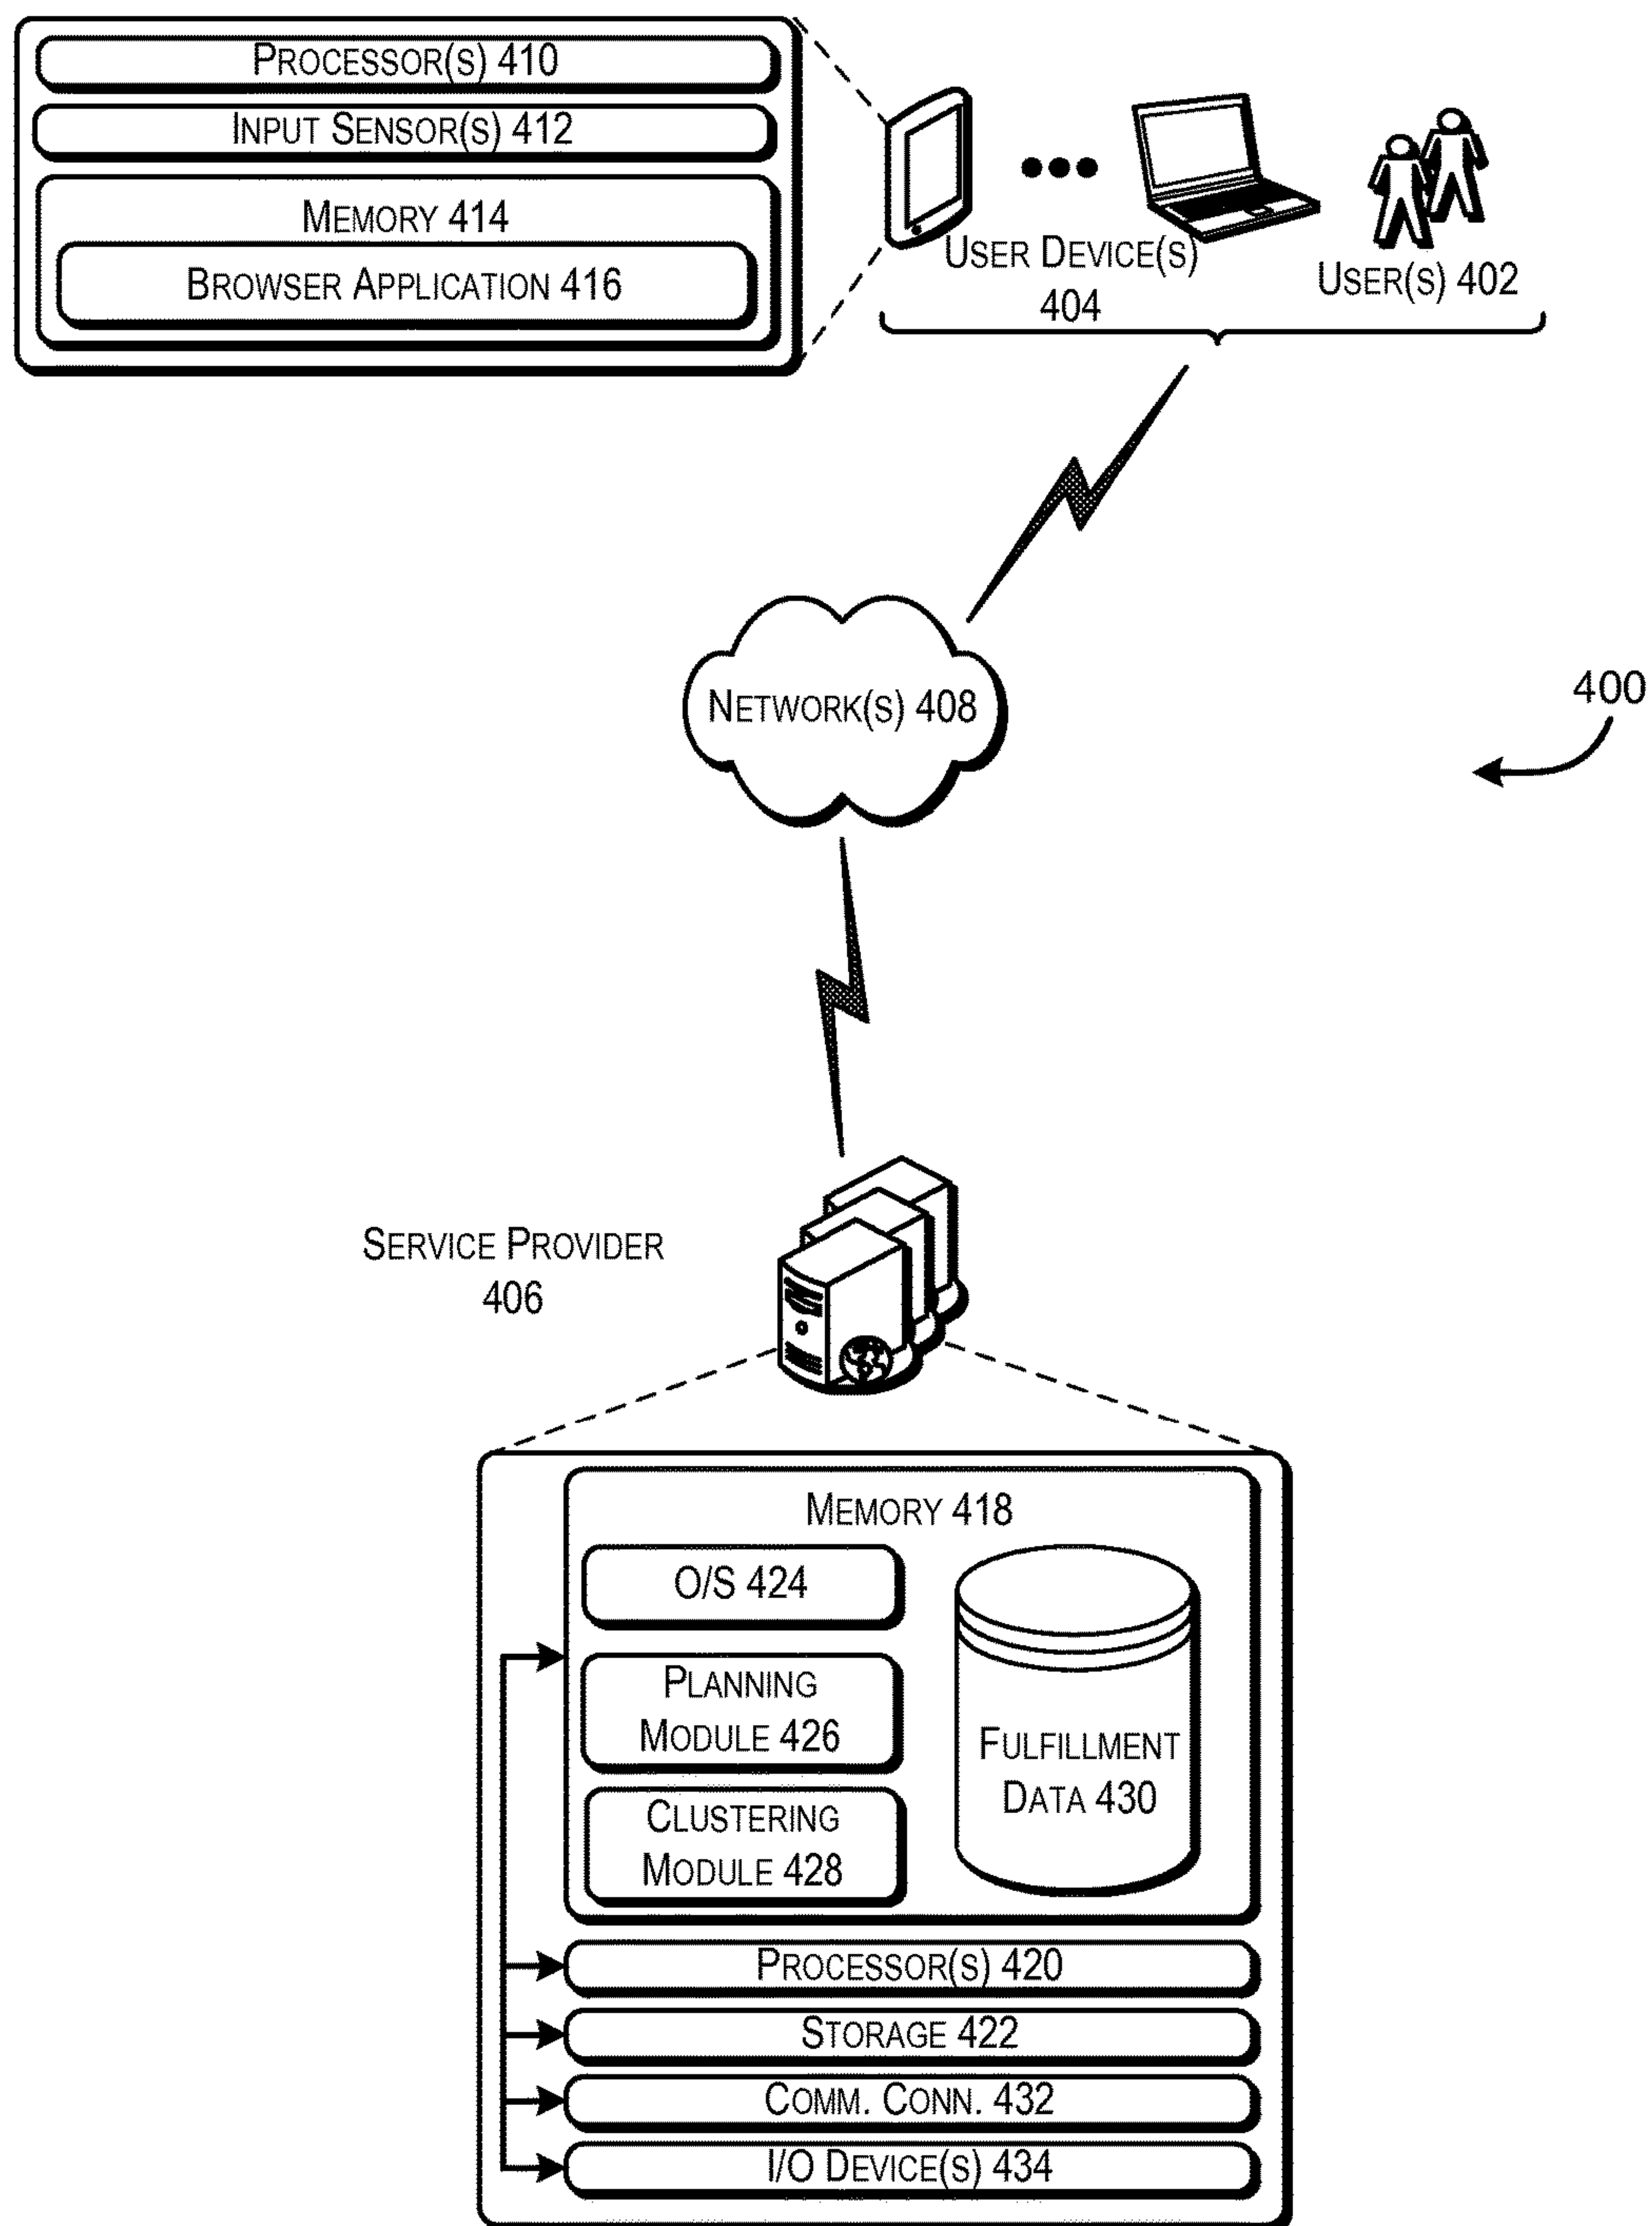 PROCESSOR(S) 410
INPUT SENSOR(S) 412
MEMORY 414
BROWSER APPLICATION 416
USER DEVICE(S)
404
USER(S) 402
NETWORK(S) 408
400
SERVICE PROVIDER
406
MEMORY 418
O/S 424
PLANNING
MODULE 426
CLUSTERING
MODULE 428
FULFILLMENT
DATA 430
PROCESSOR(S) 420
STORAGE 422
COMM. CONN. 432
I/O DEVICE(S) 434